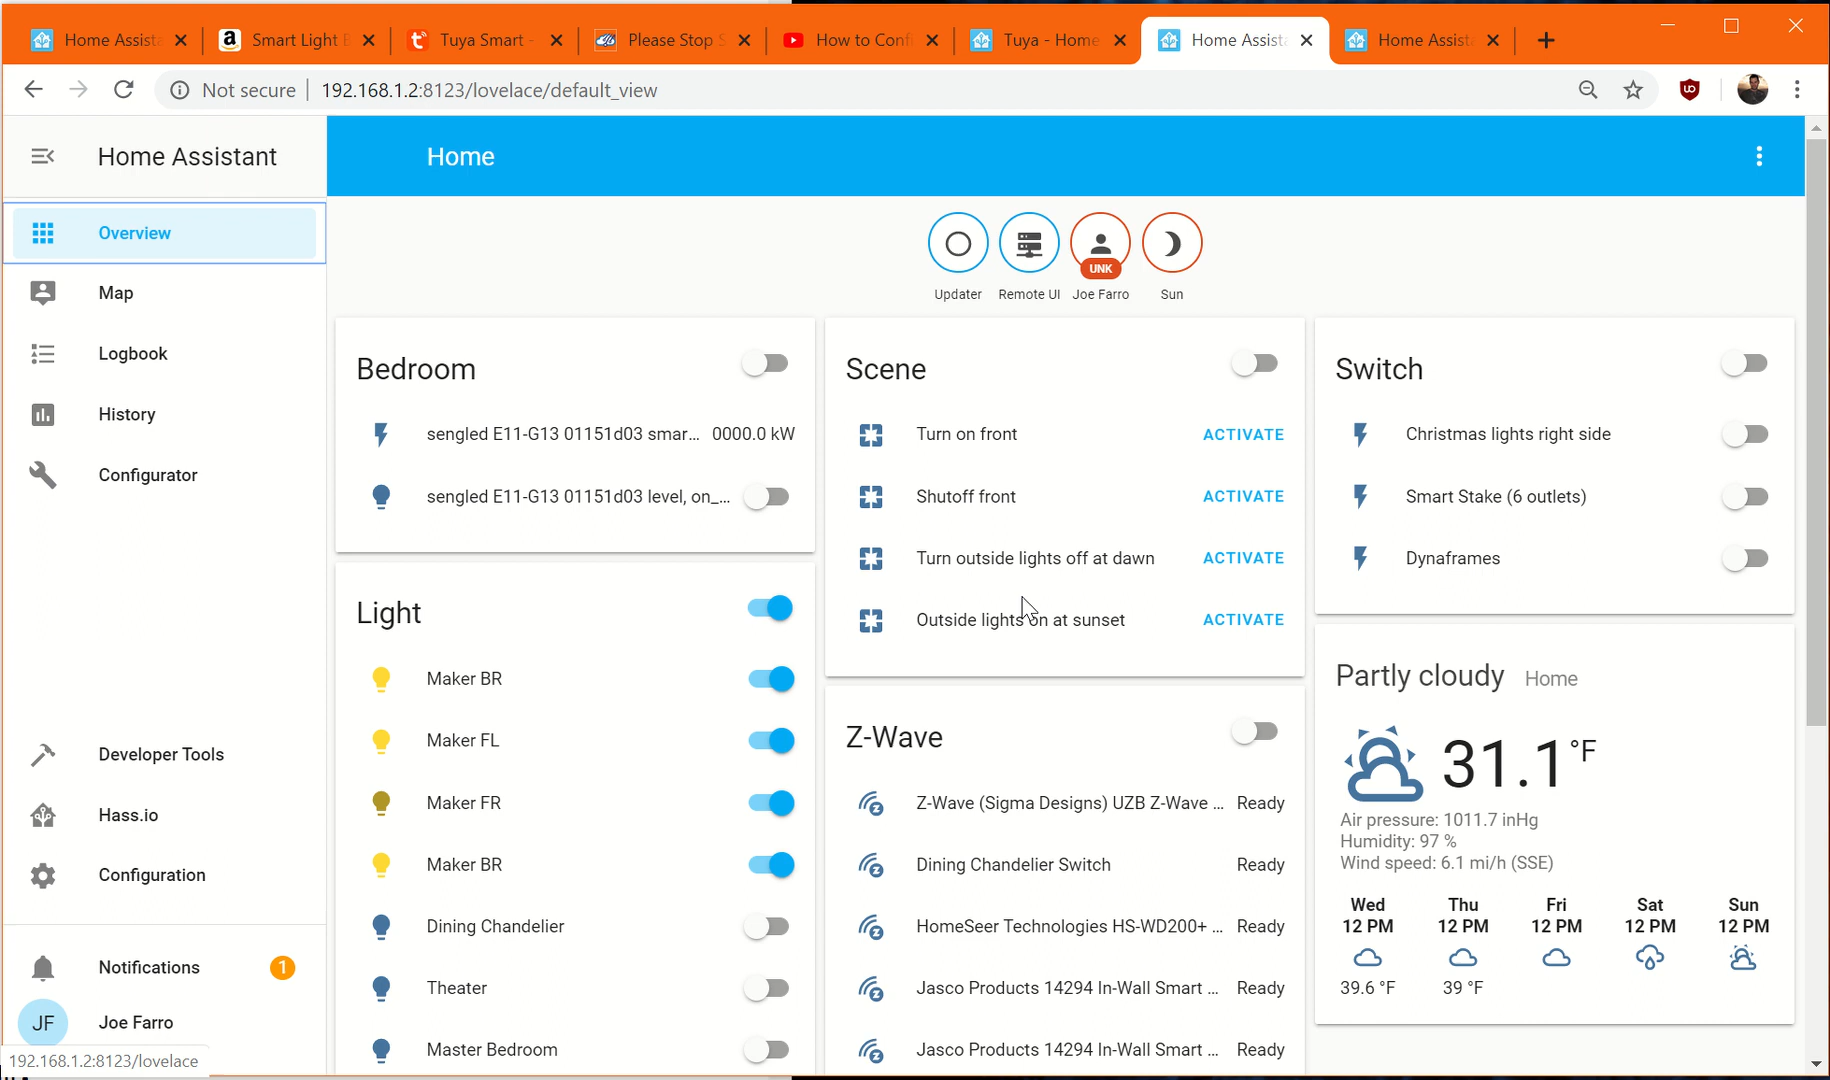 Home Assista
Smart Light B
Tuya Smart -
Please Stop S
How to Confi
Tuya - Home
Home Assista
Home Assista
Not secure
192.168.1.2:8123/lovelace/default_view
Home Assistant
Overview
Map
Logbook
History
Configurator
Developer Tools
Hass.io
Configuration
Notifications
1
JF
Joe Farro
192.168.1.2:8123/lovelace
Home
UNK
Updater
Remote UI
Joe Farro
Sun
Bedroom
sengled E11-G13 01151d03 smar... 0000.0 kW
sengled E11-G13 01151d03 level, on_...
Light
Maker BR
Maker FL
Maker FR
Maker BR
Dining Chandelier
Theater
Master Bedroom
Scene
Turn on front ACTIVATE
Shutoff front ACTIVATE
Turn outside lights off at dawn ACTIVATE
Outside lights on at sunset ACTIVATE
Z-Wave
Z-Wave (Sigma Designs) UZB Z-Wave ... Ready
Dining Chandelier Switch Ready
HomeSeer Technologies HS-WD200+ ... Ready
Jasco Products 14294 In-Wall Smart ... Ready
Jasco Products 14294 In-Wall Smart ... Ready
Switch
Christmas lights right side
Smart Stake (6 outlets)
Dynaframes
Partly cloudy Home
31.1 °F
Air pressure: 1011.7 inHg
Humidity: 97 %
Wind speed: 6.1 mi/h (SSE)
Wed Thu Fri Sat Sun
12 PM 12 PM 12 PM 12 PM 12 PM
39.6 °F 39 °F